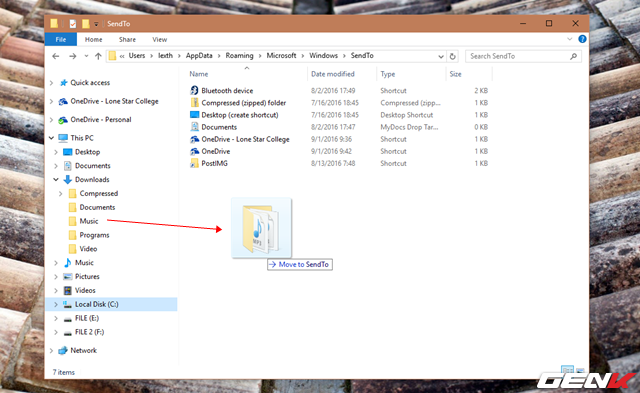 SendTo
File Home Share View
« Users › lexth › AppData › Roaming › Microsoft › Windows › SendTo
Search SendTo
Name Date modified Type Size
Quick access
OneDrive - Lone Star College
OneDrive - Personal
This PC
Desktop
Documents
Downloads
Compressed
Documents
Music
Programs
Video
Music
Pictures
Videos
Local Disk (C:)
FILE (E:)
FILE 2 (F:)
Network
Bluetooth device 8/2/2016 17:49 Shortcut 2 KB
Compressed (zipped) folder 7/16/2016 18:45 Compressed (zipp... 1 KB
Desktop (create shortcut) 7/16/2016 18:45 Desktop Shortcut 1 KB
Documents 8/2/2016 17:47 MyDocs Drop Tar... 0 KB
OneDrive - Lone Star College 9/1/2016 9:36 Shortcut 1 KB
OneDrive 9/1/2016 9:42 Shortcut 1 KB
PostIMG 8/13/2016 7:48 Shortcut 1 KB
MP3
Move to SendTo
7 items
GENK